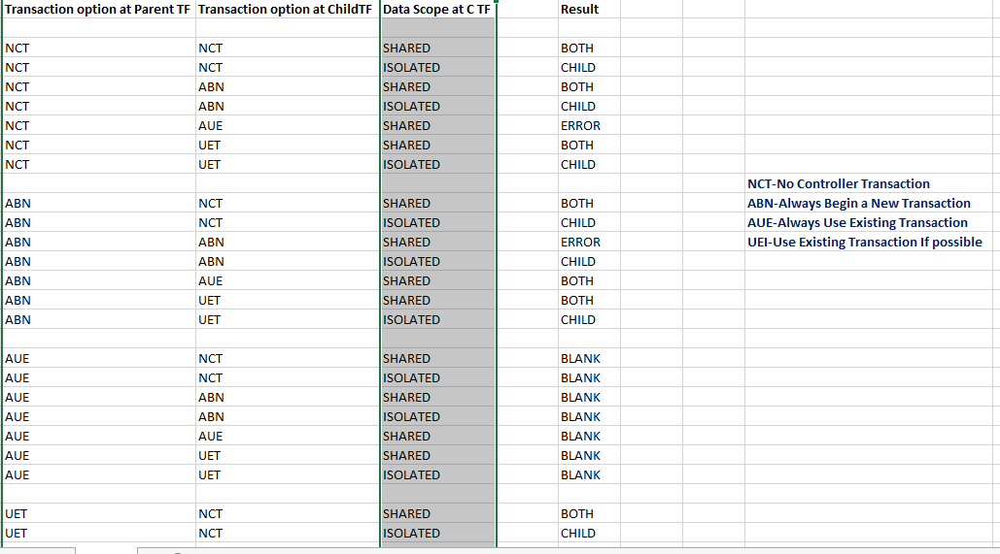 Transaction option at Parent TF Transaction option at ChildTF Data Scope at C TF Result
NCT NCT SHARED BOTH
NCT NCT ISOLATED CHILD
NCT ABN SHARED BOTH
NCT ABN ISOLATED CHILD
NCT AUE SHARED ERROR
NCT UET SHARED BOTH
NCT UET ISOLATED CHILD
NCT-No Controller Transaction
ABN NCT SHARED BOTH ABN-Always Begin a New Transaction
ABN NCT ISOLATED CHILD AUE-Always Use Existing Transaction
ABN ABN SHARED ERROR UEI-Use Existing Transaction If possible
ABN ABN ISOLATED CHILD
ABN AUE SHARED BOTH
ABN UET SHARED BOTH
ABN UET ISOLATED CHILD
AUE NCT SHARED BLANK
AUE NCT ISOLATED BLANK
AUE ABN SHARED BLANK
AUE ABN ISOLATED BLANK
AUE AUE SHARED BLANK
AUE UET SHARED BLANK
AUE UET ISOLATED BLANK
UET NCT SHARED BOTH
UET NCT ISOLATED CHILD